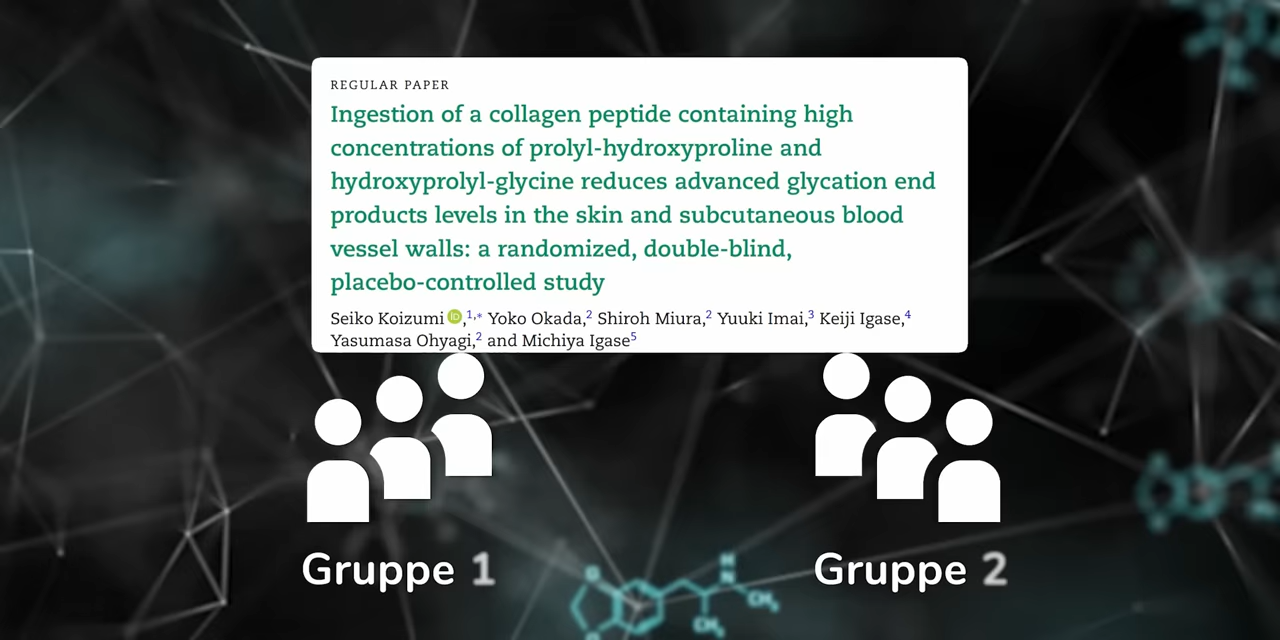 REGULAR PAPER
Ingestion of a collagen peptide containing high
concentrations of prolyl-hydroxyproline and
hydroxyprolyl-glycine reduces advanced glycation end
products levels in the skin and subcutaneous blood
vessel walls: a randomized, double-blind,
placebo-controlled study
Seiko Koizumi iD,1,* Yoko Okada,2 Shiroh Miura,2 Yuuki Imai,3 Keiji Igase,4
Yasumasa Ohyagi,2 and Michiya Igase5
Gruppe 1
Gruppe 2
O
O
H
N
CH3
CH3